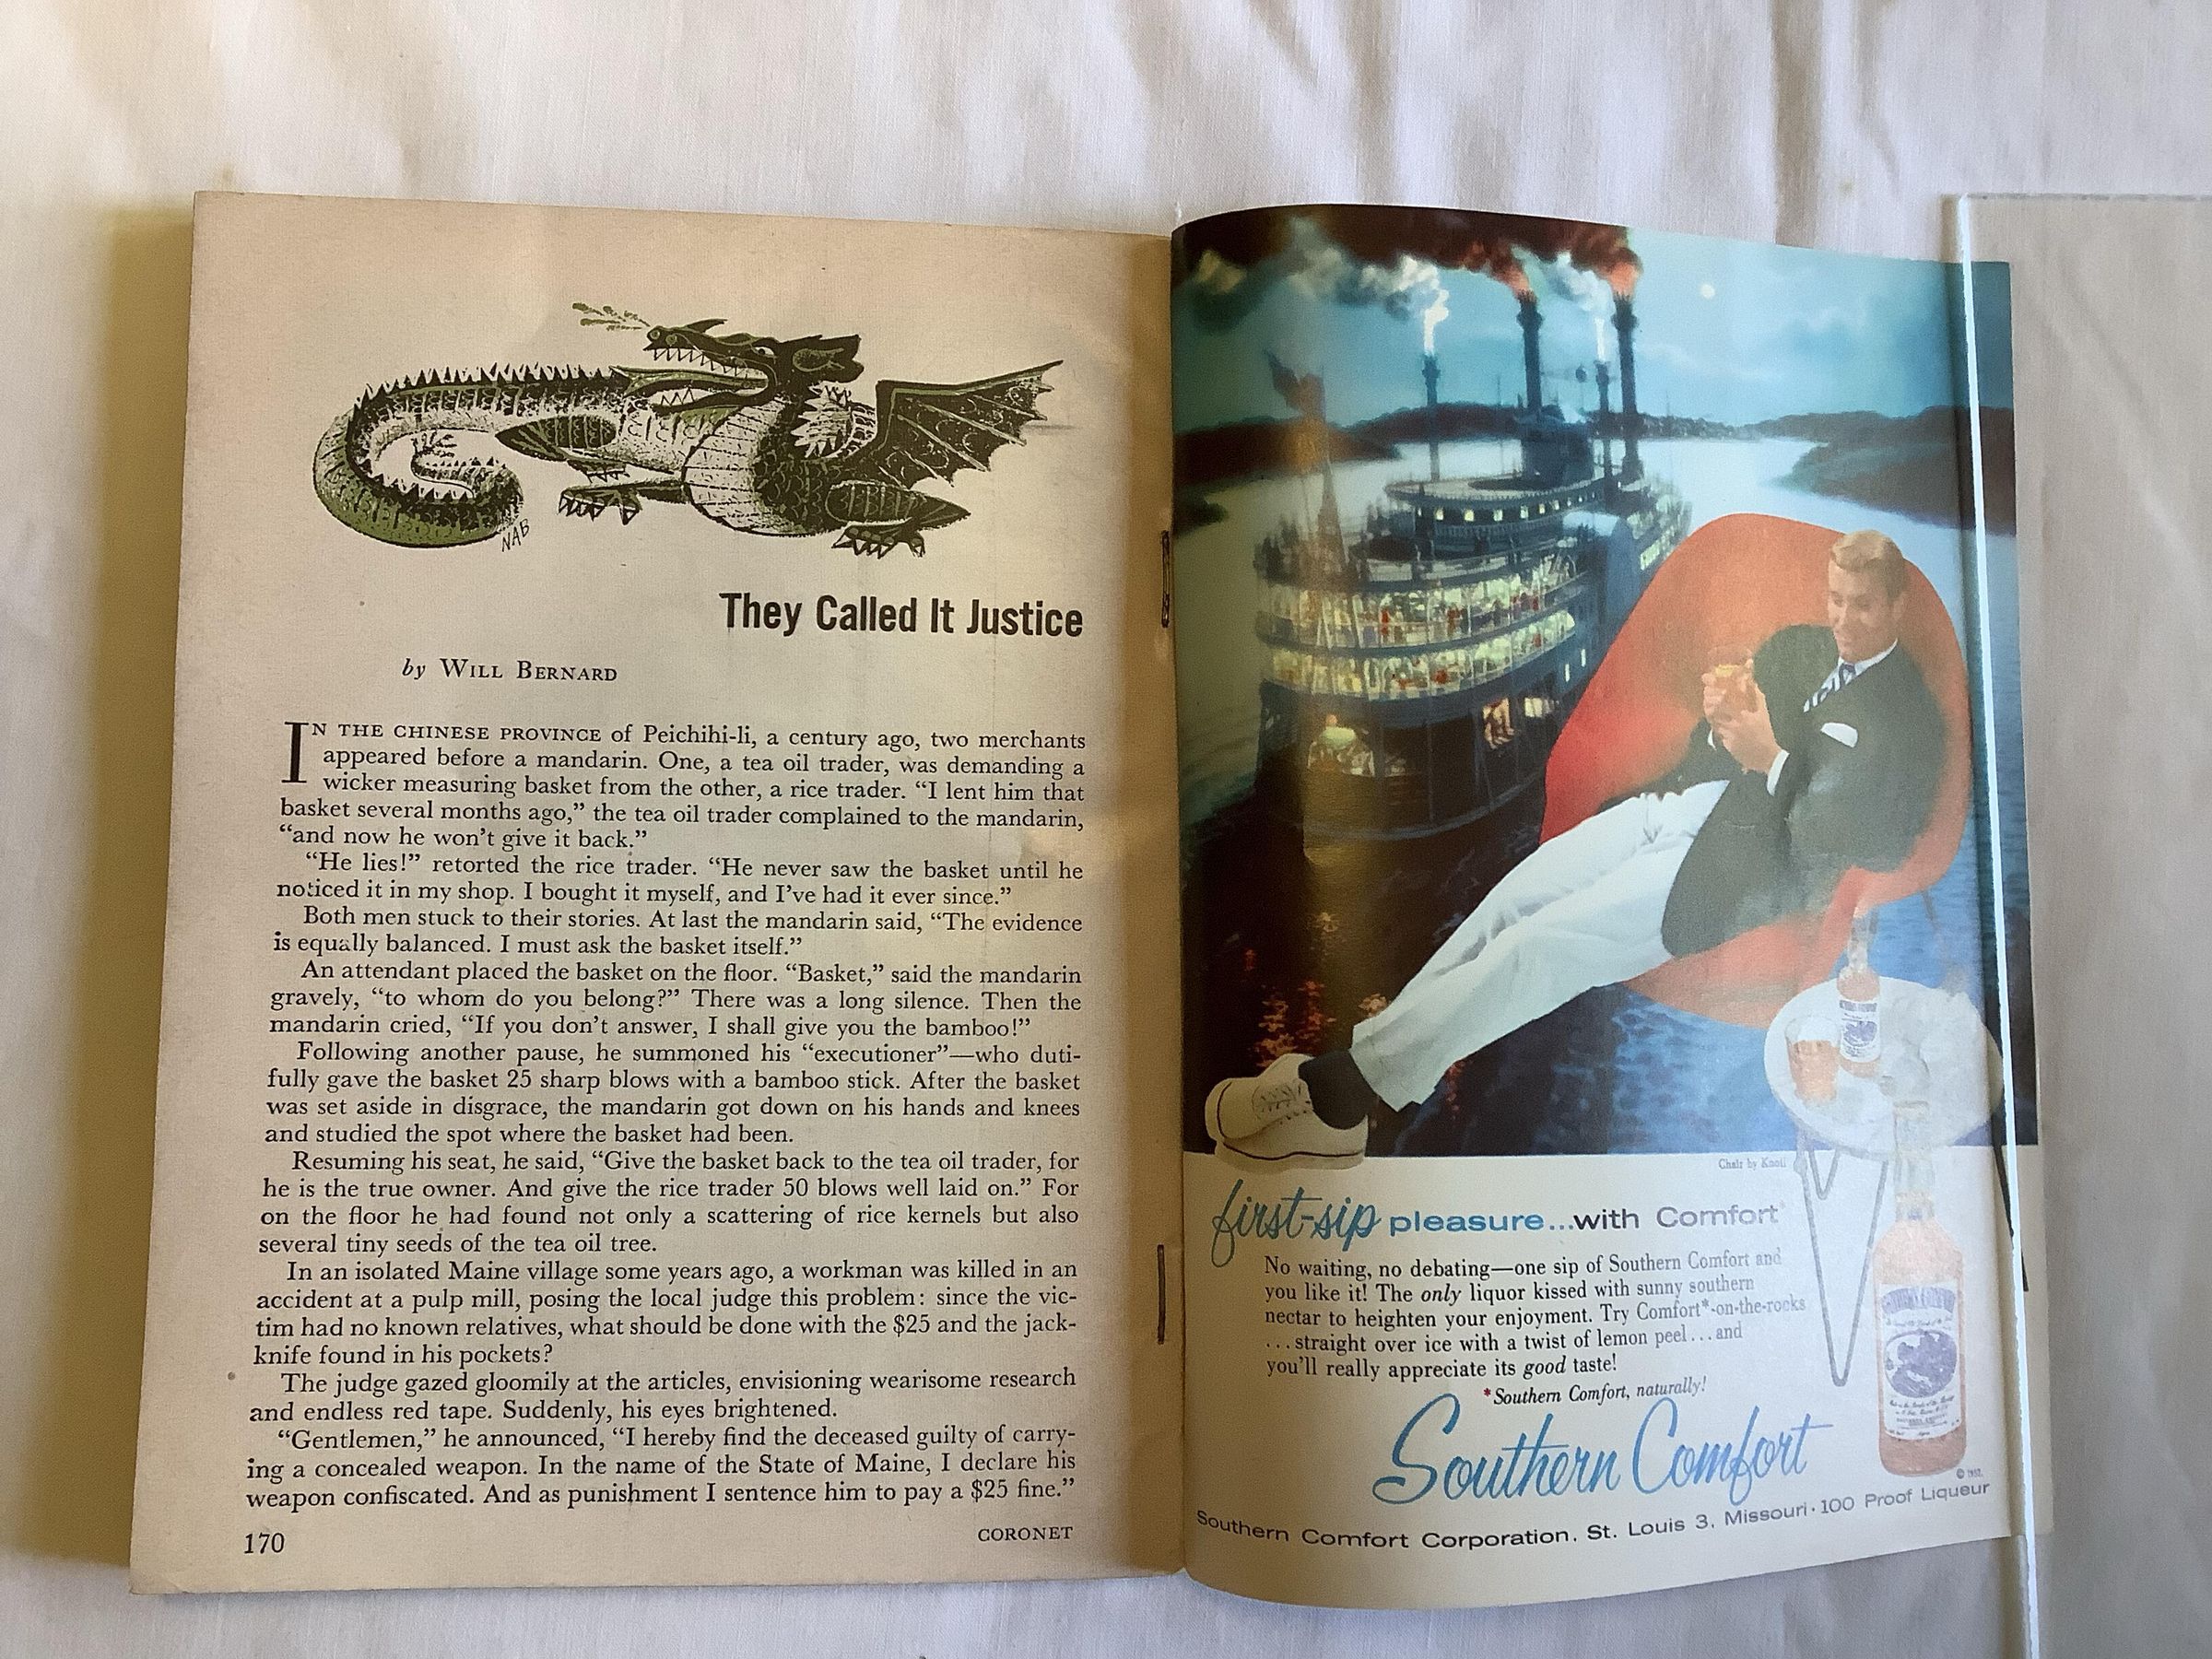 NAB
They Called It Justice
by WILL BERNARD
IN THE CHINESE PROVINCE of Peichihi-li, a century ago, two merchants
appeared before a mandarin. One, a tea oil trader, was demanding a
wicker measuring basket from the other, a rice trader. “I lent him that
basket several months ago,” the tea oil trader complained to the mandarin,
“and now he won’t give it back.”
“He lies!” retorted the rice trader. “He never saw the basket until he
noticed it in my shop. I bought it myself, and I’ve had it ever since.”
Both men stuck to their stories. At last the mandarin said, “The evidence
is equally balanced. I must ask the basket itself.”
An attendant placed the basket on the floor. “Basket,” said the mandarin
gravely, “to whom do you belong?” There was a long silence. Then the
mandarin cried, “If you don’t answer, I shall give you the bamboo!”
Following another pause, he summoned his “executioner”—who duti-
fully gave the basket 25 sharp blows with a bamboo stick. After the basket
was set aside in disgrace, the mandarin got down on his hands and knees
and studied the spot where the basket had been.
Resuming his seat, he said, “Give the basket back to the tea oil trader, for
he is the true owner. And give the rice trader 50 blows well laid on.” For
on the floor he had found not only a scattering of rice kernels but also
several tiny seeds of the tea oil tree.
In an isolated Maine village some years ago, a workman was killed in an
accident at a pulp mill, posing the local judge this problem: since the vic-
tim had no known relatives, what should be done with the $25 and the jack-
knife found in his pockets?
The judge gazed gloomily at the articles, envisioning wearisome research
and endless red tape. Suddenly, his eyes brightened.
“Gentlemen,” he announced, “I hereby find the deceased guilty of carry-
ing a concealed weapon. In the name of the State of Maine, I declare his
weapon confiscated. And as punishment I sentence him to pay a $25 fine.”
170
CORONET
Chair by Knoll
first-sip pleasure...with Comfort*
No waiting, no debating—one sip of Southern Comfort and
you like it! The only liquor kissed with sunny southern
nectar to heighten your enjoyment. Try Comfort*-on-the-rocks
...straight over ice with a twist of lemon peel...and
you’ll really appreciate its good taste!
*Southern Comfort, naturally!
Southern Comfort
Southern Comfort Corporation, St. Louis 3, Missouri · 100 Proof Liqueur